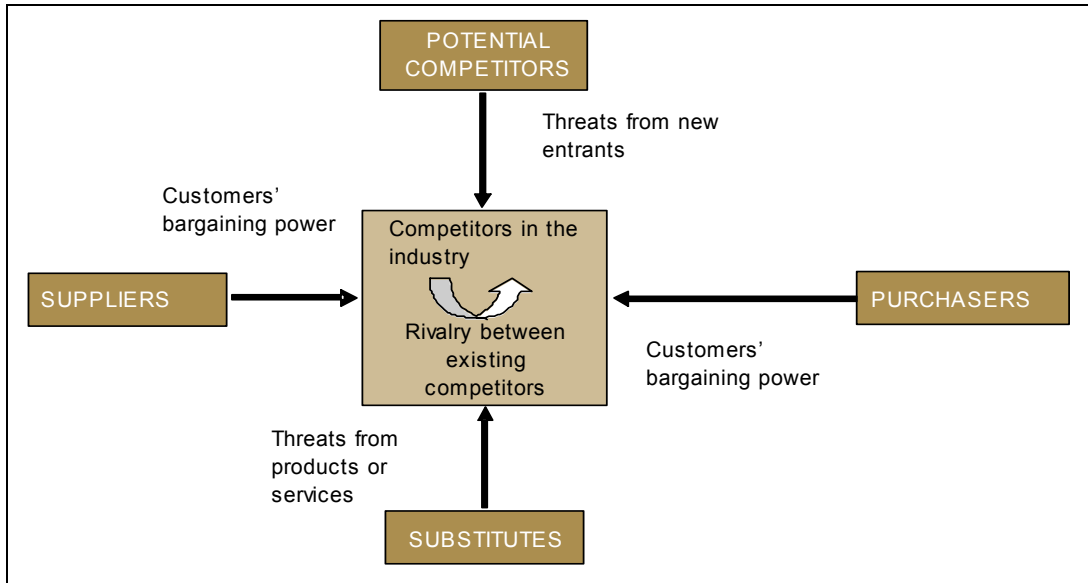 POTENTIAL
COMPETITORS
Threats from new
entrants
Customers’
bargaining power
Competitors in the
industry
SUPPLIERS
PURCHASERS
Rivalry between
existing
competitors
Customers’
bargaining power
Threats from
products or
services
SUBSTITUTES